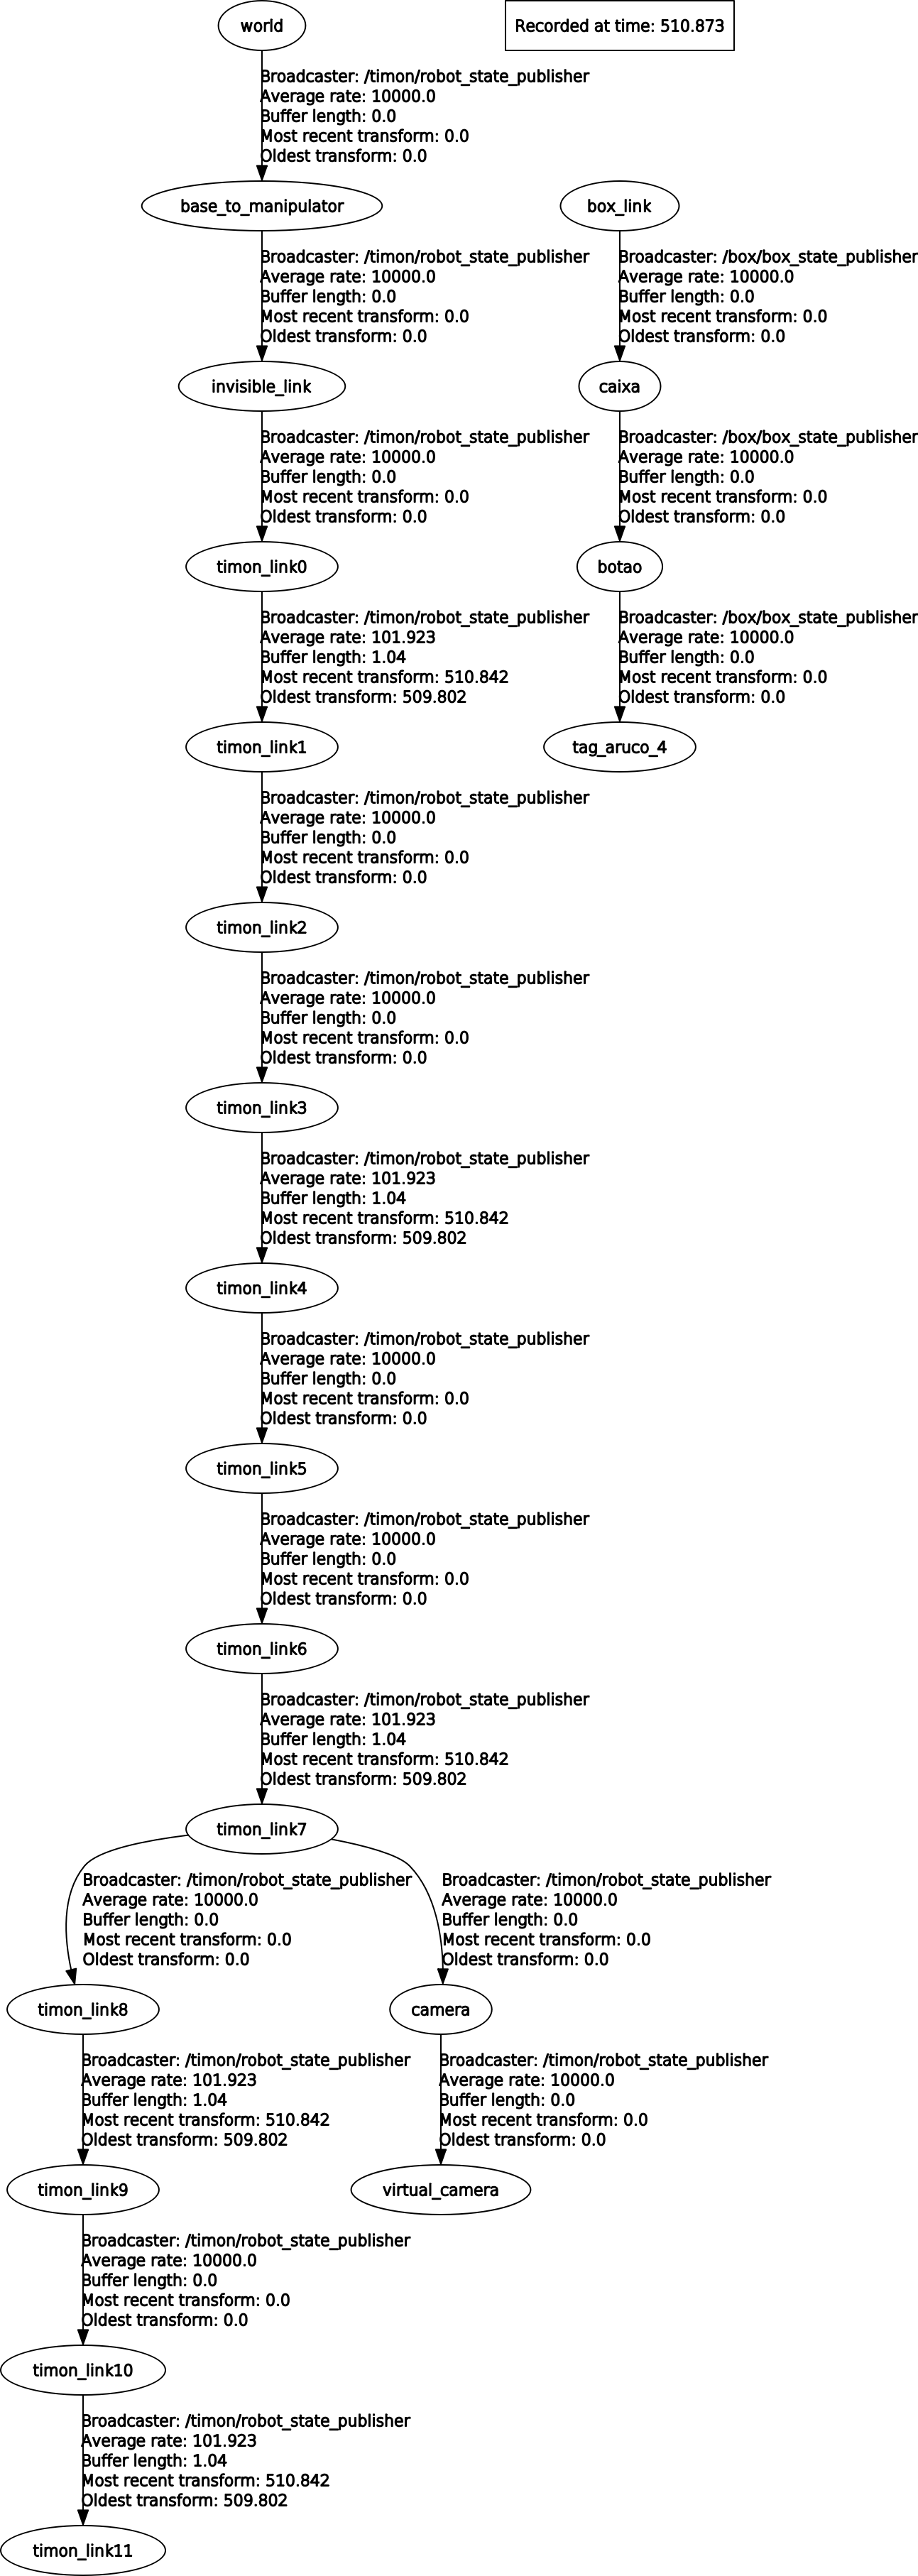 world
Recorded at time: 510.873
Broadcaster: /timon/robot_state_publisher
Average rate: 10000.0
Buffer length: 0.0
Most recent transform: 0.0
Oldest transform: 0.0
base_to_manipulator
box_link
Broadcaster: /timon/robot_state_publisher
Average rate: 10000.0
Buffer length: 0.0
Most recent transform: 0.0
Oldest transform: 0.0
Broadcaster: /box/box_state_publisher
Average rate: 10000.0
Buffer length: 0.0
Most recent transform: 0.0
Oldest transform: 0.0
invisible_link
caixa
Broadcaster: /timon/robot_state_publisher
Average rate: 10000.0
Buffer length: 0.0
Most recent transform: 0.0
Oldest transform: 0.0
Broadcaster: /box/box_state_publisher
Average rate: 10000.0
Buffer length: 0.0
Most recent transform: 0.0
Oldest transform: 0.0
timon_link0
botao
Broadcaster: /timon/robot_state_publisher
Average rate: 101.923
Buffer length: 1.04
Most recent transform: 510.842
Oldest transform: 509.802
Broadcaster: /box/box_state_publisher
Average rate: 10000.0
Buffer length: 0.0
Most recent transform: 0.0
Oldest transform: 0.0
timon_link1
tag_aruco_4
Broadcaster: /timon/robot_state_publisher
Average rate: 10000.0
Buffer length: 0.0
Most recent transform: 0.0
Oldest transform: 0.0
timon_link2
Broadcaster: /timon/robot_state_publisher
Average rate: 10000.0
Buffer length: 0.0
Most recent transform: 0.0
Oldest transform: 0.0
timon_link3
Broadcaster: /timon/robot_state_publisher
Average rate: 101.923
Buffer length: 1.04
Most recent transform: 510.842
Oldest transform: 509.802
timon_link4
Broadcaster: /timon/robot_state_publisher
Average rate: 10000.0
Buffer length: 0.0
Most recent transform: 0.0
Oldest transform: 0.0
timon_link5
Broadcaster: /timon/robot_state_publisher
Average rate: 10000.0
Buffer length: 0.0
Most recent transform: 0.0
Oldest transform: 0.0
timon_link6
Broadcaster: /timon/robot_state_publisher
Average rate: 101.923
Buffer length: 1.04
Most recent transform: 510.842
Oldest transform: 509.802
timon_link7
Broadcaster: /timon/robot_state_publisher
Average rate: 10000.0
Buffer length: 0.0
Most recent transform: 0.0
Oldest transform: 0.0
Broadcaster: /timon/robot_state_publisher
Average rate: 10000.0
Buffer length: 0.0
Most recent transform: 0.0
Oldest transform: 0.0
timon_link8
camera
Broadcaster: /timon/robot_state_publisher
Average rate: 101.923
Buffer length: 1.04
Most recent transform: 510.842
Oldest transform: 509.802
Broadcaster: /timon/robot_state_publisher
Average rate: 10000.0
Buffer length: 0.0
Most recent transform: 0.0
Oldest transform: 0.0
timon_link9
virtual_camera
Broadcaster: /timon/robot_state_publisher
Average rate: 10000.0
Buffer length: 0.0
Most recent transform: 0.0
Oldest transform: 0.0
timon_link10
Broadcaster: /timon/robot_state_publisher
Average rate: 101.923
Buffer length: 1.04
Most recent transform: 510.842
Oldest transform: 509.802
timon_link11